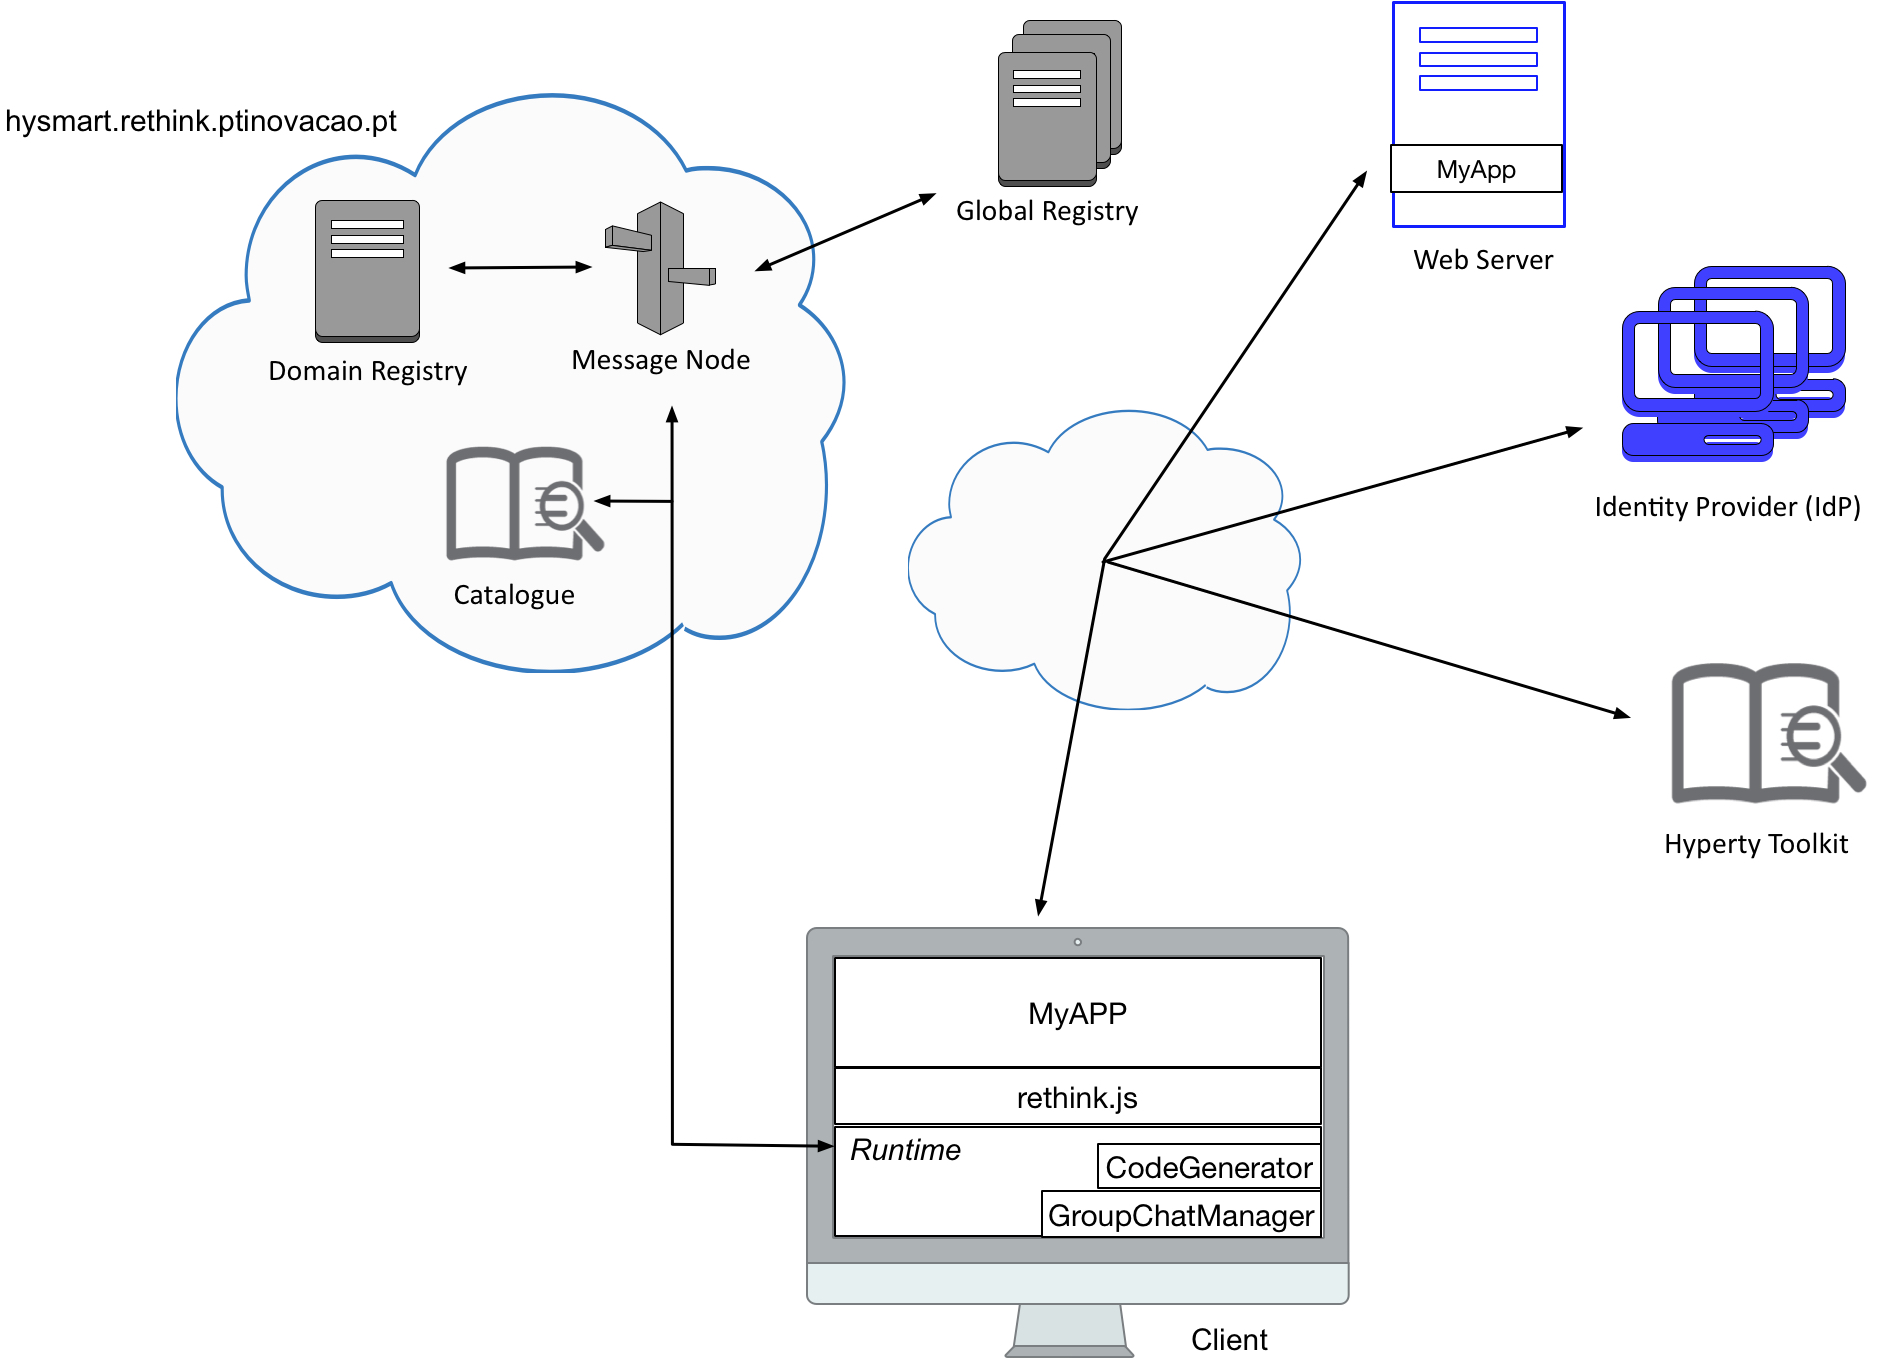 hysmart.rethink.ptinovacao.pt
Domain Registry
Message Node
Catalogue
Global Registry
MyApp
Web Server
Identity Provider (IdP)
Hyperty Toolkit
MyAPP
rethink.js
Runtime
CodeGenerator
GroupChatManager
Client